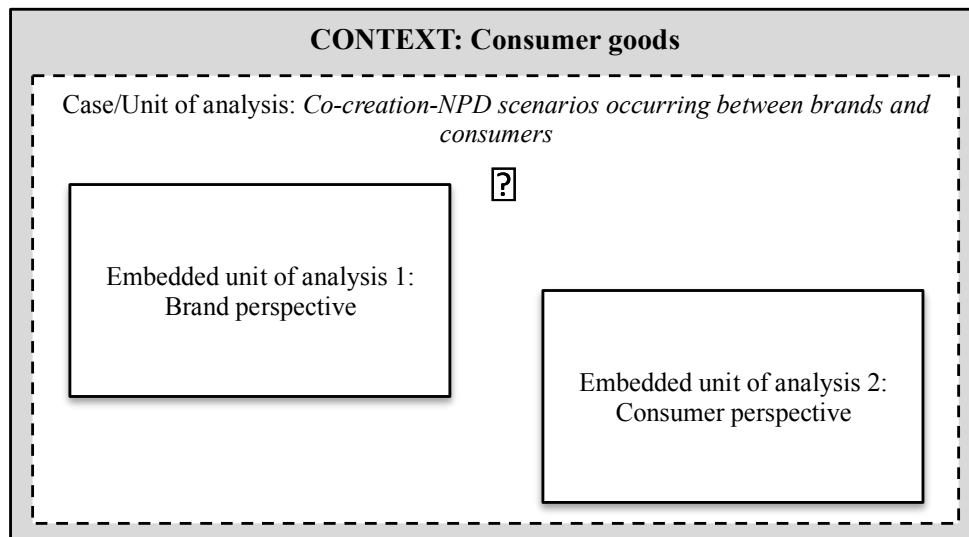 CONTEXT: Consumer goods
Case/Unit of analysis: Co-creation-NPD scenarios occurring between brands and
consumers
?
Embedded unit of analysis 1:
Brand perspective
Embedded unit of analysis 2:
Consumer perspective